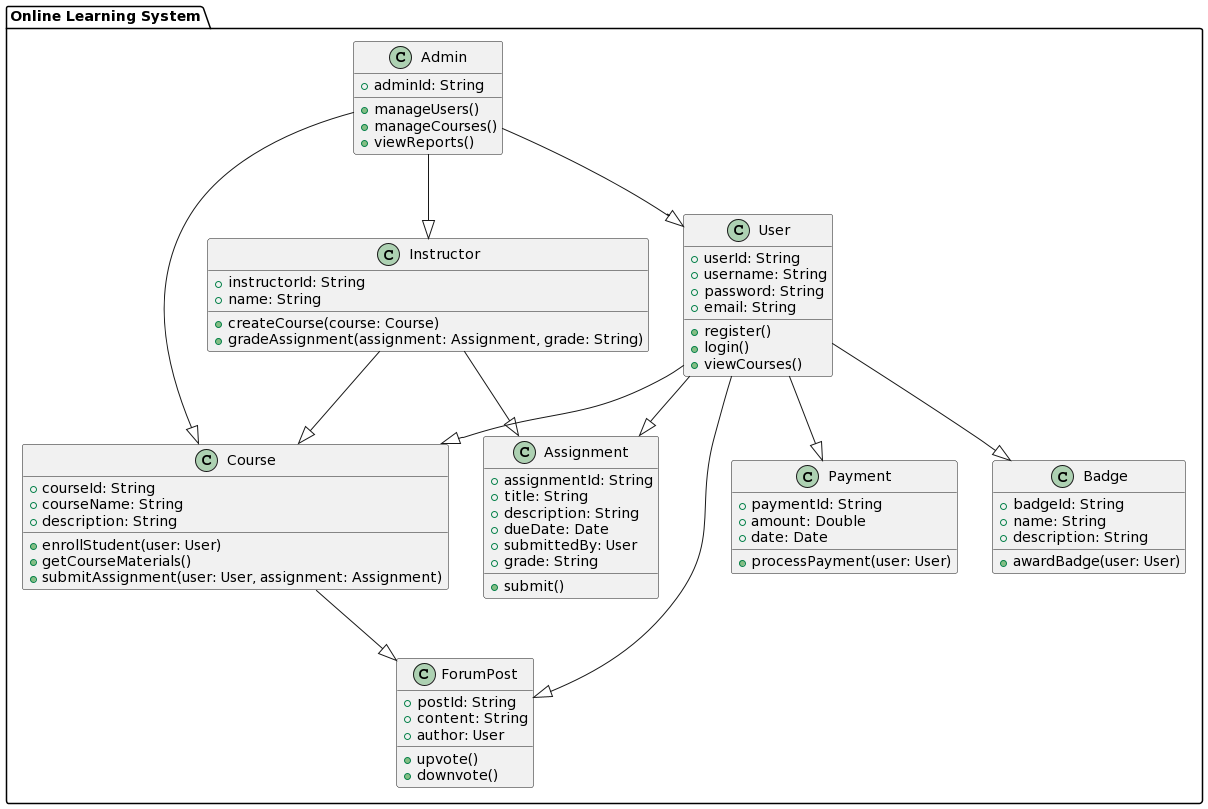 Online Learning System
C Admin
adminId: String
manageUsers()
manageCourses()
viewReports()
C User
userId: String
username: String
password: String
email: String
register()
login()
viewCourses()
C Instructor
instructorId: String
name: String
createCourse(course: Course)
gradeAssignment(assignment: Assignment, grade: String)
C Course
courseId: String
courseName: String
description: String
enrollStudent(user: User)
getCourseMaterials()
submitAssignment(user: User, assignment: Assignment)
C Assignment
assignmentId: String
title: String
description: String
dueDate: Date
submittedBy: User
grade: String
submit()
C Payment
paymentId: String
amount: Double
date: Date
processPayment(user: User)
C Badge
badgeId: String
name: String
description: String
awardBadge(user: User)
C ForumPost
postId: String
content: String
author: User
upvote()
downvote()